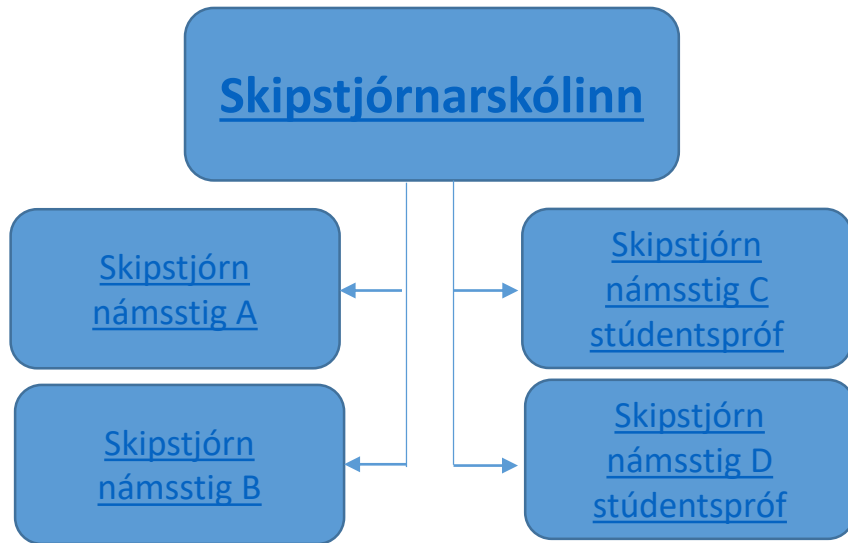 Skipstjórnarskólinn
Skipstjórn
námsstig A
Skipstjórn
námsstig B
Skipstjórn
námsstig C
stúdentspróf
Skipstjórn
námsstig D
stúdentspróf